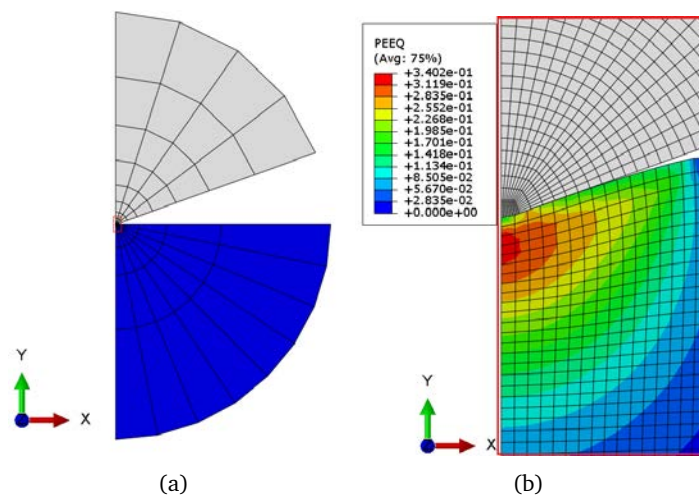 PEEQ
(Avg: 75%)
+3.402e-01
+3.119e-01
+2.835e-01
+2.552e-01
+2.268e-01
+1.985e-01
+1.701e-01
+1.418e-01
+1.134e-01
+8.505e-02
+5.670e-02
+2.835e-02
+0.000e+00
Y
X
Y
X
(a)
(b)